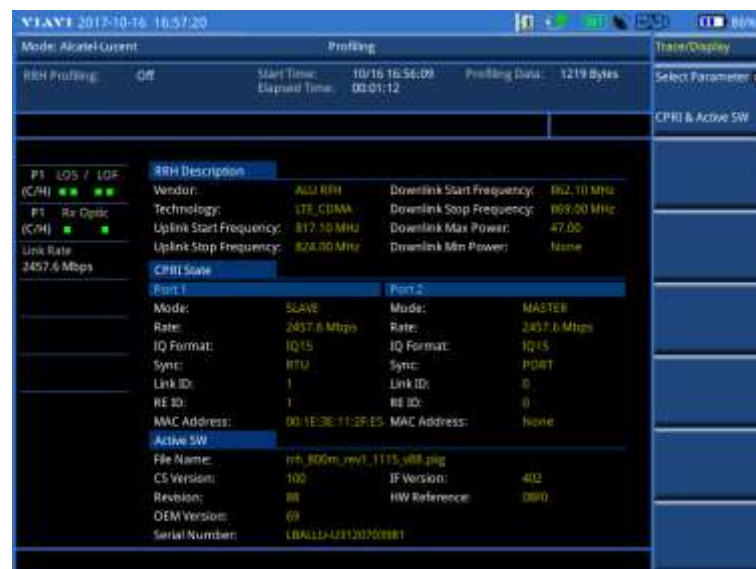 VIAVI 2017-10-16 16:57:20
86%
Mode: Alcatel-Lucent Profiling Trace/Display
RRH Profiling: Off Start Time: 10/16 16:56:09 Profiling Data: 1219 Bytes Select Parameter
Elapsed Time: 00:01:12
CPRI & Active SW
P1 LOS / LOF
(C/H)
P1 Rx Optic
(C/H)
Link Rate
2457.6 Mbps
RRH Description
Vendor: ALU RRH Downlink Start Frequency: 862.10 MHz
Technology: LTE_CDMA Downlink Stop Frequency: 869.00 MHz
Uplink Start Frequency: 817.10 MHz Downlink Max Power: 47.00
Uplink Stop Frequency: 824.00 MHz Downlink Min Power: None
CPRI State
Port 1 Port 2
Mode: SLAVE Mode: MASTER
Rate: 2457.6 Mbps Rate: 2457.6 Mbps
IQ Format: IQ15 IQ Format: IQ15
Sync: RTU Sync: PORT
Link ID: 1 Link ID: 0
RE ID: 1 RE ID: 0
MAC Address: 00:1E:3E:11:2F:E5 MAC Address: None
Active SW
File Name: rrh_800m_rev1_1115_v88.pkg
CS Version: 100 IF Version: 402
Revision: 88 HW Reference:
OEM Version: 69
Serial Number: